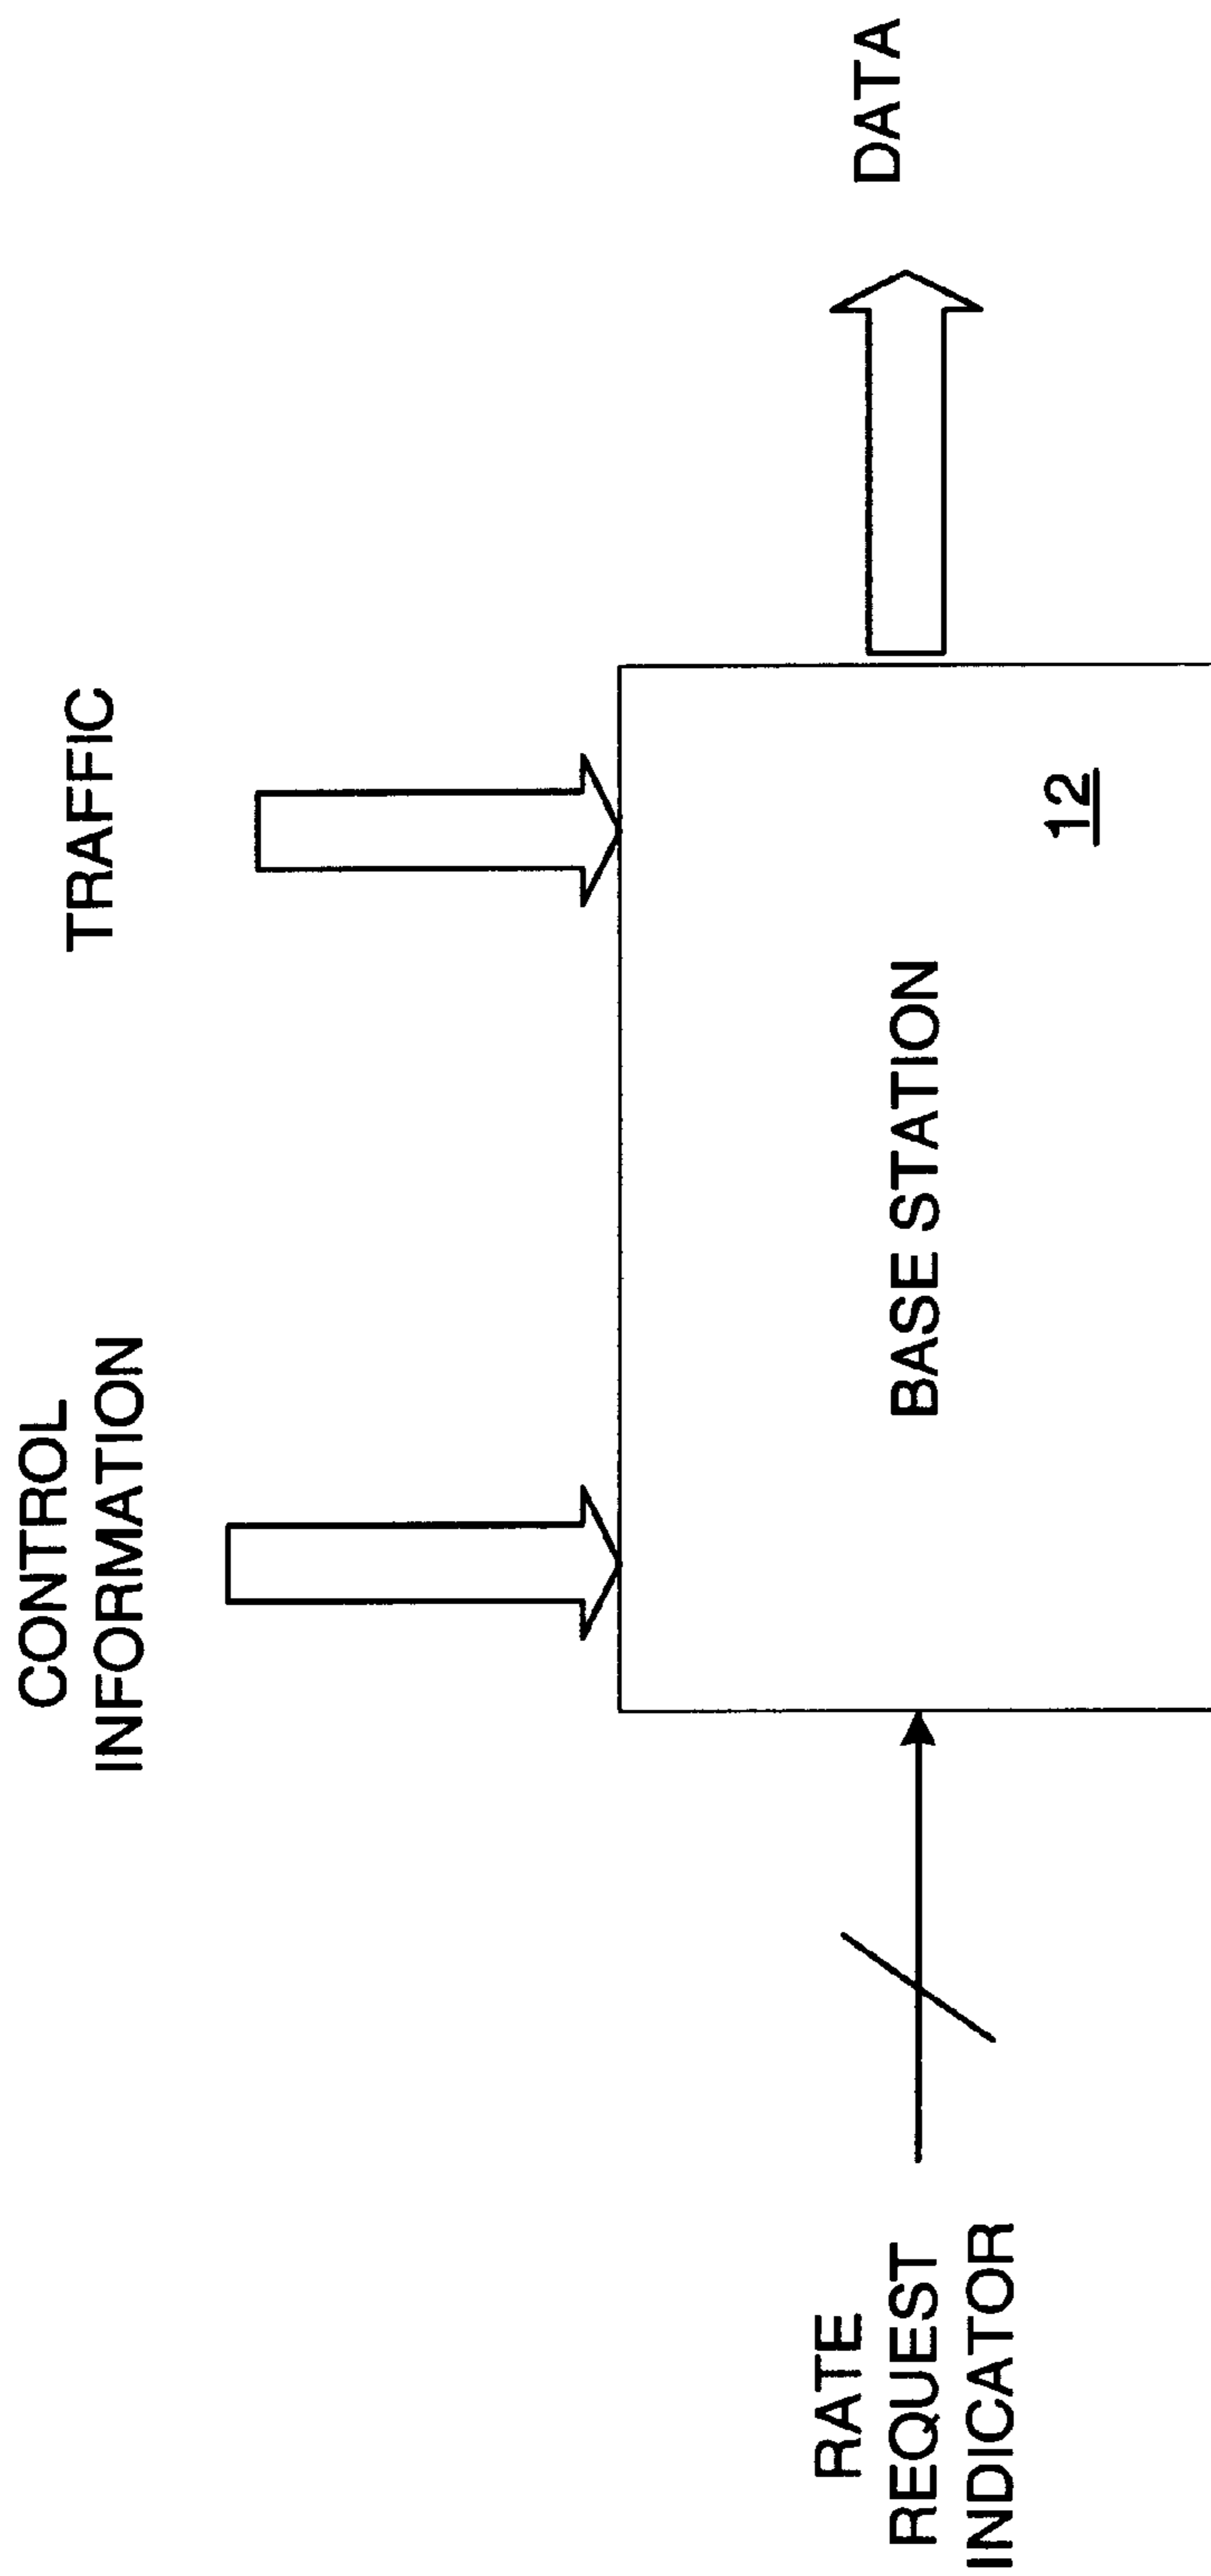 CONTROL
INFORMATION
TRAFFIC
RATE
REQUEST
INDICATOR
BASE STATION
12
DATA